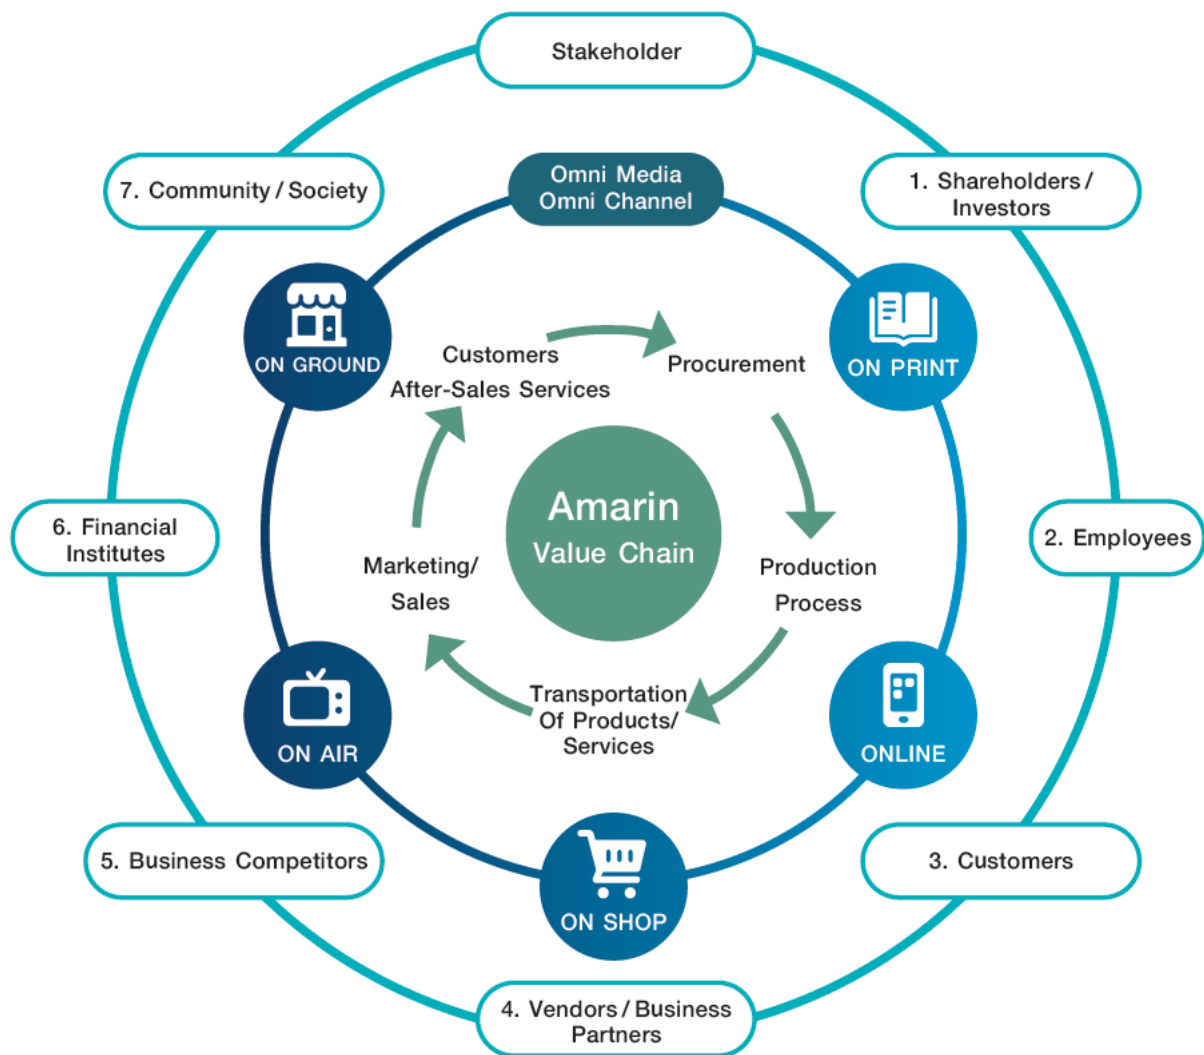 Stakeholder
7. Community / Society
Omni Media
Omni Channel
1. Shareholders /
Investors
ON GROUND
ON PRINT
Customers
After-Sales Services
Procurement
6. Financial
Institutes
Amarin
Value Chain
2. Employees
Marketing/
Sales
Production
Process
Transportation
Of Products/
Services
ON AIR
ONLINE
5. Business Competitors
3. Customers
ON SHOP
4. Vendors / Business
Partners